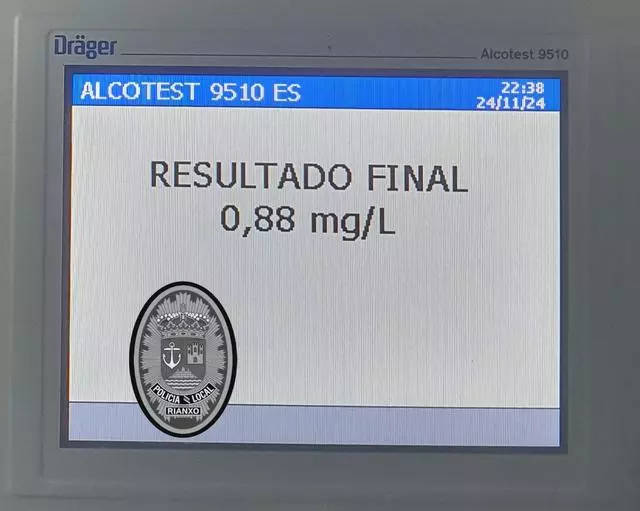 Dräger
Alcotest 9510
ALCOTEST 9510 ES
22:38
24/11/24
RESULTADO FINAL
0,88 mg/L
POLICIA LOCAL
RIANXO